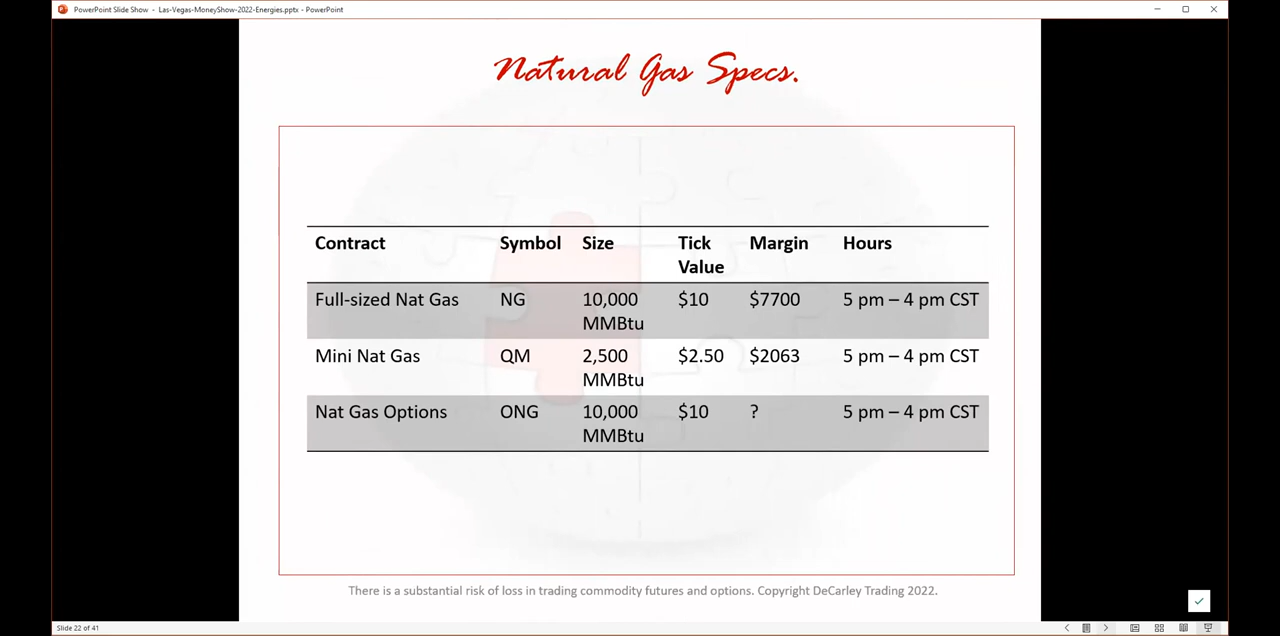 PowerPoint Slide Show - Las-Vegas-MoneyShow-2022-Energies.pptx - PowerPoint
Natural Gas Specs.
Contract Symbol Size Tick Value Margin Hours
Full-sized Nat Gas NG 10,000 MMBtu $10 $7700 5 pm – 4 pm CST
Mini Nat Gas QM 2,500 MMBtu $2.50 $2063 5 pm – 4 pm CST
Nat Gas Options ONG 10,000 MMBtu $10 ? 5 pm – 4 pm CST
There is a substantial risk of loss in trading commodity futures and options. Copyright DeCarley Trading 2022.
Slide 22 of 41